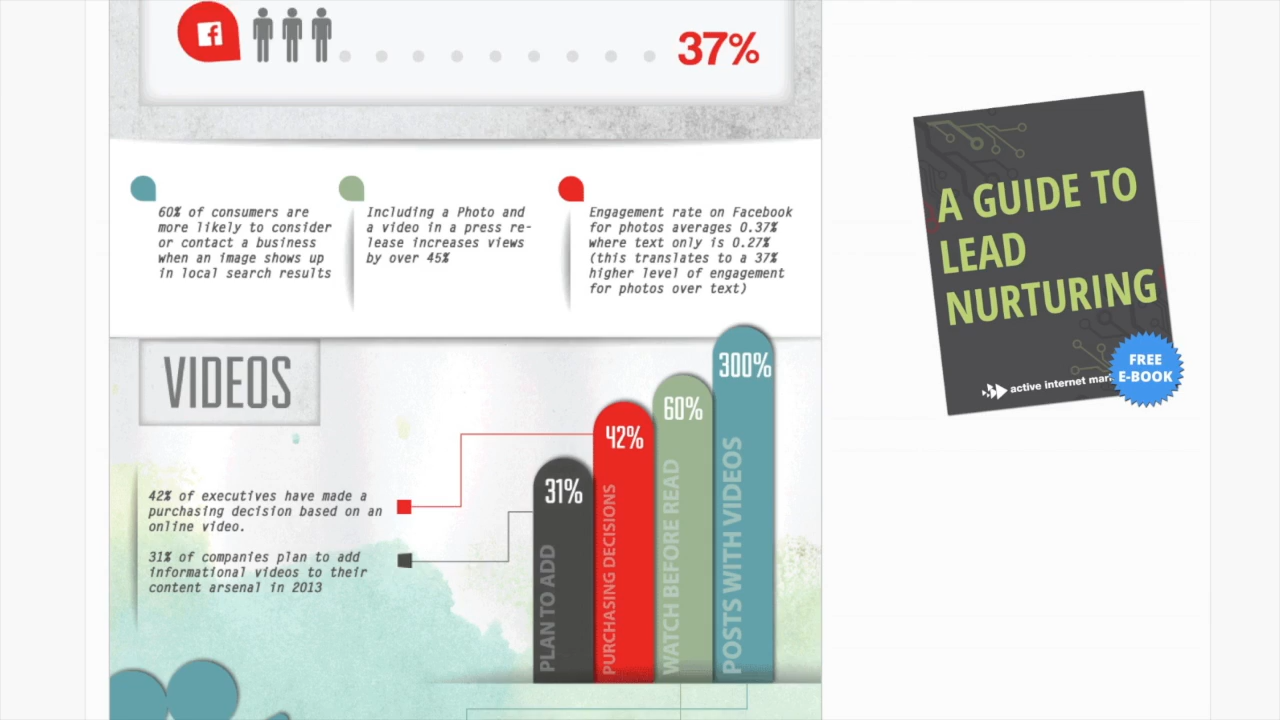 37%
60% of consumers are
more likely to consider
or contact a business
when an image shows up
in local search results
Including a Photo and
a video in a press re-
lease increases views
by over 45%
Engagement rate on Facebook
for photos averages 0.37%
where text only is 0.27%
(this translates to a 37%
higher level of engagement
for photos over text)
VIDEOS
42% of executives have made a
purchasing decision based on an
online video.
31% of companies plan to add
informational videos to their
content arsenal in 2013
31%
PLAN TO ADD
42%
PURCHASING DECISIONS
60%
WATCH BEFORE READ
300%
POSTS WITH VIDEOS
A GUIDE TO
LEAD
NURTURING
active internet mar
FREE
E-BOOK